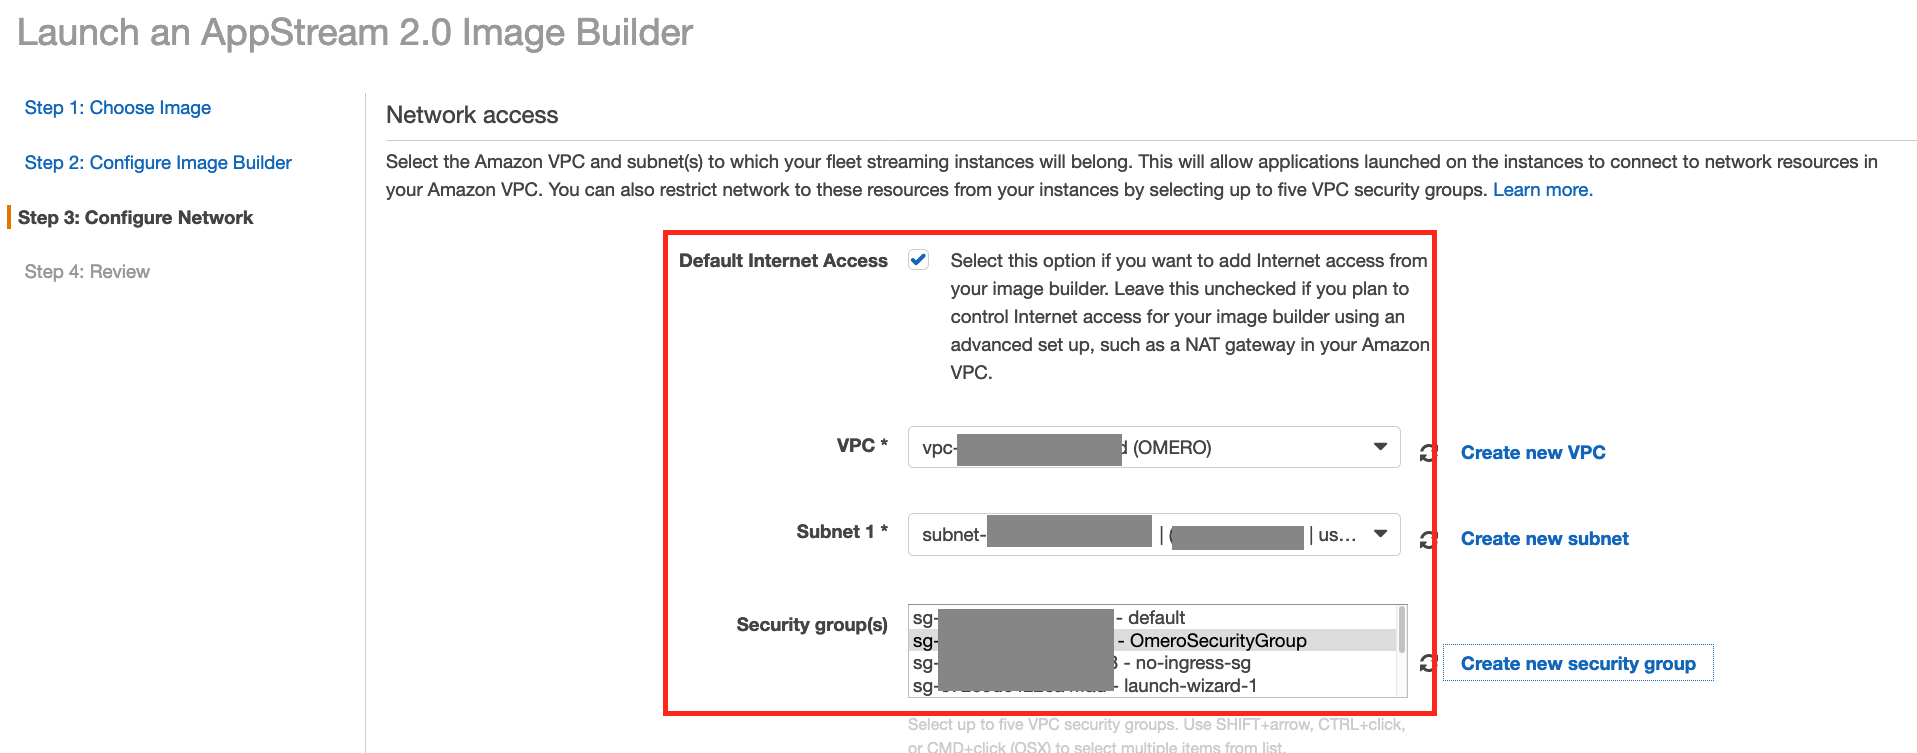 Launch an AppStream 2.0 Image Builder
Step 1: Choose Image
Step 2: Configure Image Builder
Step 3: Configure Network
Step 4: Review
Network access
Select the Amazon VPC and subnet(s) to which your fleet streaming instances will belong. This will allow applications launched on the instances to connect to network resources in
your Amazon VPC. You can also restrict network to these resources from your instances by selecting up to five VPC security groups. Learn more.
Default Internet Access
Select this option if you want to add Internet access from
your image builder. Leave this unchecked if you plan to
control Internet access for your image builder using an
advanced set up, such as a NAT gateway in your Amazon
VPC.
VPC *
vpc- d (OMERO)
Create new VPC
Subnet 1 *
subnet- | ( | us...
Create new subnet
Security group(s)
sg- - default
sg- - OmeroSecurityGroup
sg- - no-ingress-sg
sg- - launch-wizard-1
Create new security group
Select up to five VPC security groups. Use SHIFT+arrow, CTRL+click,
or CMD+click (OSX) to select multiple items from list.